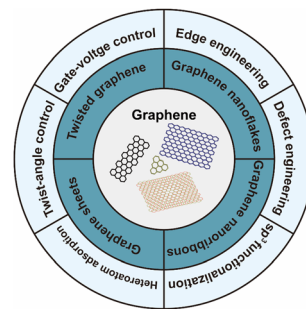 Graphene
Twisted graphene
Graphene nanoflakes
Graphene nanoribbons
Graphene sheets
Gate-voltge control
Edge engineering
Defect engineering
sp³ functionalization
Heteroatom adsorption
Twist-angle control